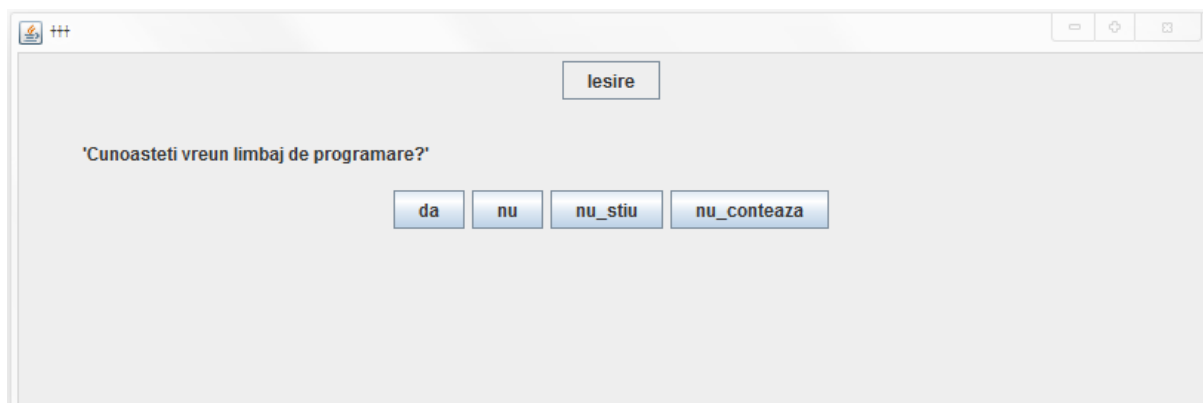 +++
Iesire
'Cunoasteti vreun limbaj de programare?'
da nu nu_stiu nu_conteaza